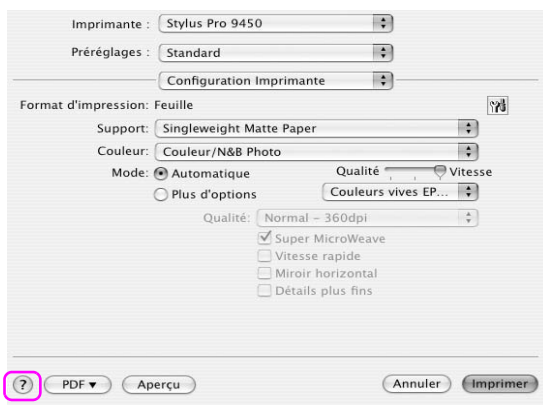 Imprimante : Stylus Pro 9450
Préréglages : Standard
Configuration Imprimante
Format d'impression: Feuille
Support: Singleweight Matte Paper
Couleur: Couleur/N&B Photo
Mode: Automatique Qualité Vitesse
Plus d'options Couleurs vives EP...
Qualité: Normal – 360dpi
Super MicroWeave
Vitesse rapide
Miroir horizontal
Détails plus fins
? PDF ▼ Aperçu Annuler Imprimer